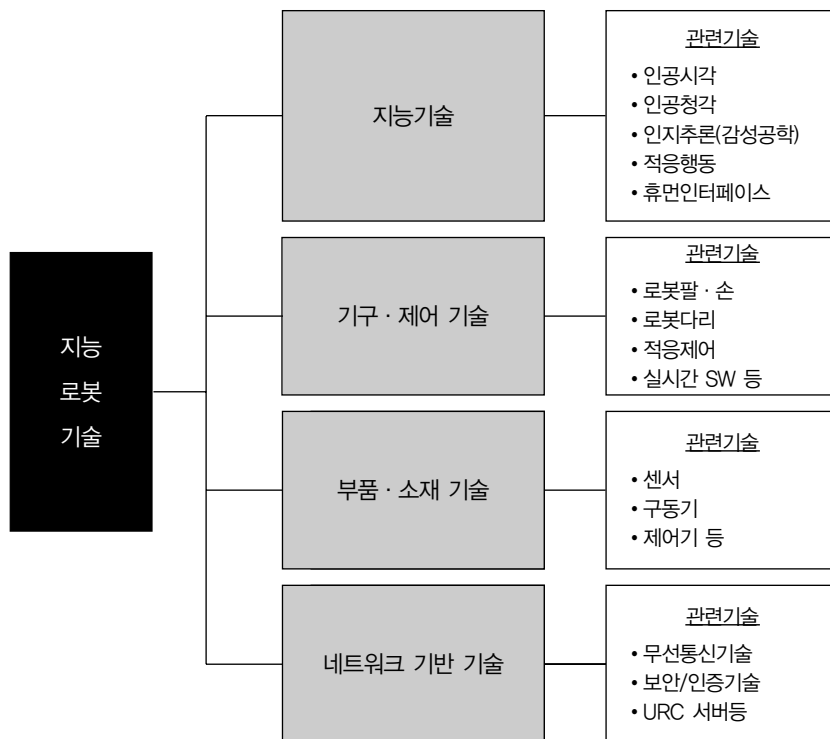 지능
로봇
기술
지능기술
관련기술
• 인공시각
• 인공청각
• 인지추론(감성공학)
• 적응행동
• 휴먼인터페이스
기구 · 제어 기술
관련기술
• 로봇팔 · 손
• 로봇다리
• 적응제어
• 실시간 SW 등
부품 · 소재 기술
관련기술
• 센서
• 구동기
• 제어기 등
네트워크 기반 기술
관련기술
• 무선통신기술
• 보안/인증기술
• URC 서버등